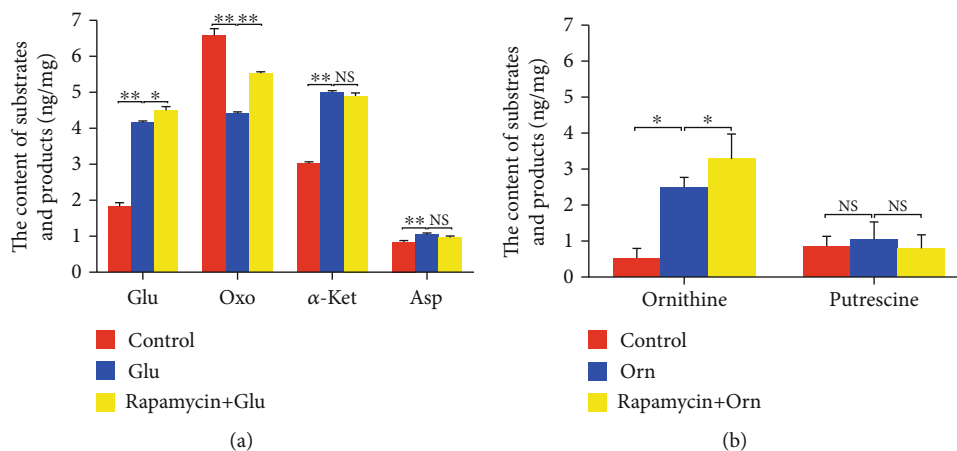 The content of substrates
and products (ng/mg)
7
6
5
4
3
2
1
0
** *
** **
** NS
** NS
Glu Oxo α-Ket Asp
Control
Glu
Rapamycin+Glu
(a)
The content of substrates
and products (ng/mg)
7
6
5
4
3
2
1
0
* *
NS NS
Ornithine Putrescine
Control
Orn
Rapamycin+Orn
(b)